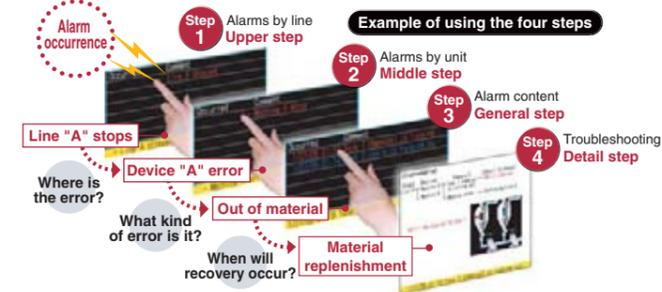 Alarm
occurrence
Step
1
Alarms by line
Upper step
Example of using the four steps
Step
2
Alarms by unit
Middle step
Step
3
Alarm content
General step
Step
4
Troubleshooting
Detail step
Line "A" stops
Where is
the error?
Device "A" error
What kind
of error is it?
Out of material
When will
recovery occur?
Material
replenishment